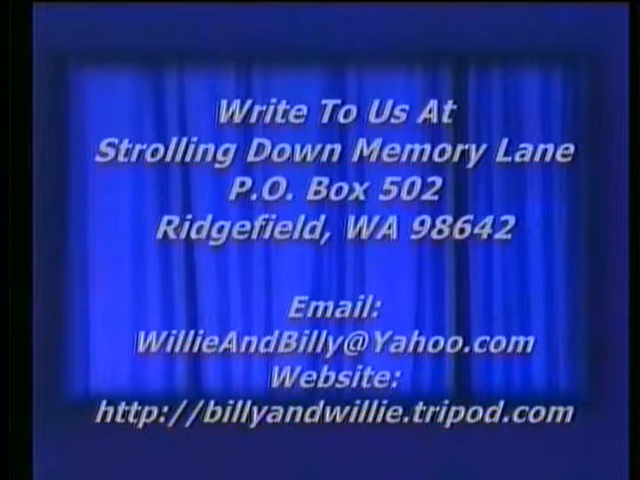 Write To Us At
Strolling Down Memory Lane
P.O. Box 502
Ridgefield, WA 98642
Email:
WillieAndBilly@Yahoo.com
Website:
http://billyandwillie.tripod.com